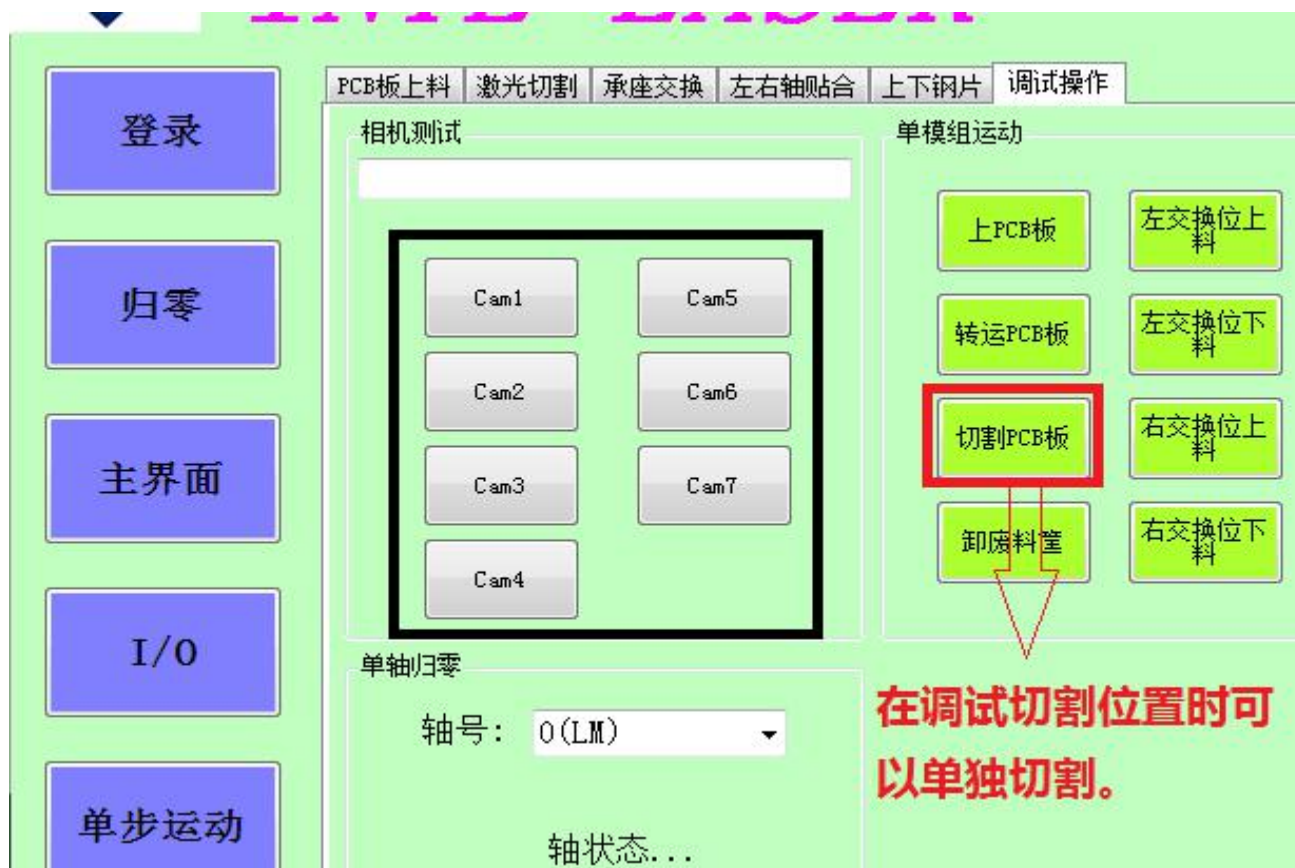 登录
归零
主界面
I/O
单步运动
PCB板上料 激光切割 承座交换 左右轴贴合 上下钢片 调试操作
相机测试
Cam1 Cam5
Cam2 Cam6
Cam3 Cam7
Cam4
单轴归零
轴号: 0(LM)
轴状态...
单模组运动
上PCB板
左交换位上
料
转运PCB板
左交换位下
料
切割PCB板
右交换位上
料
卸废料筐
右交换位下
料
在调试切割位置时可
以单独切割。